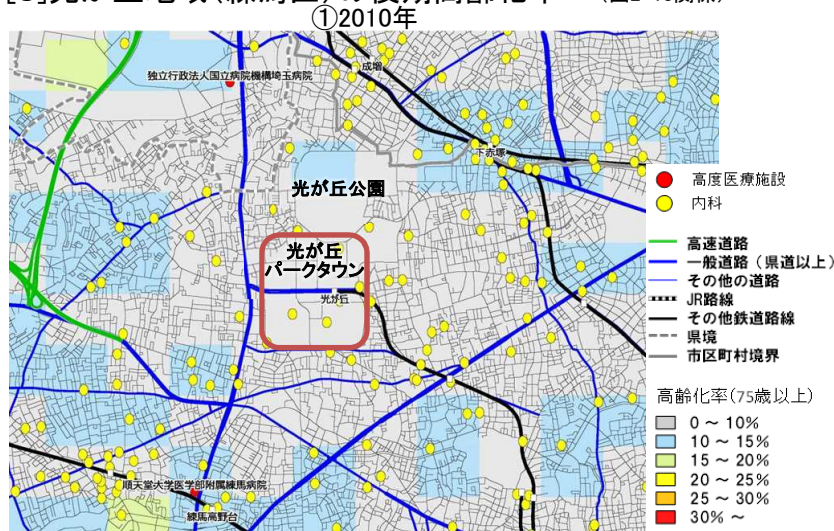 ①2010年
独立行政法人国立病院機構埼玉病院
成増
下赤塚
光が丘公園
光が丘
パークタウン
光が丘
順天堂大学医学部附属練馬病院
練馬高野台
高度医療施設
内科
高速道路
一般道路（県道以上）
その他の道路
JR路線
その他鉄道路線
県境
市区町村境界
高齢化率(75歳以上)
0 ～ 10%
10 ～ 15%
15 ～ 20%
20 ～ 25%
25 ～ 30%
30% ～